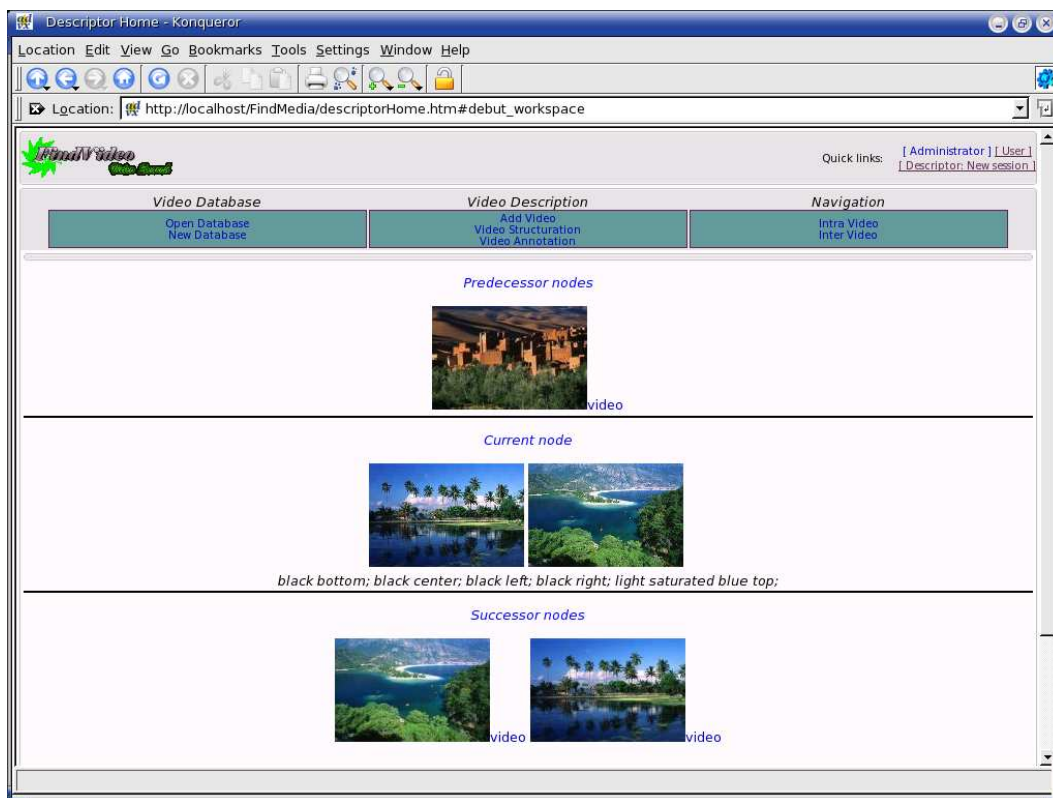 Descriptor Home - Konqueror
Location Edit View Go Bookmarks Tools Settings Window Help
Location: http://localhost/FindMedia/descriptorHome.htm#debut_workspace
FindVideo
Quick links: [ Administrator ] [ User ]
[ Descriptor: New session ]
Video Database Video Description Navigation
Open Database
New Database
Add Video
Video Structuration
Video Annotation
Intra Video
Inter Video
Predecessor nodes
video
Current node
black bottom; black center; black left; black right; light saturated blue top;
Successor nodes
video video